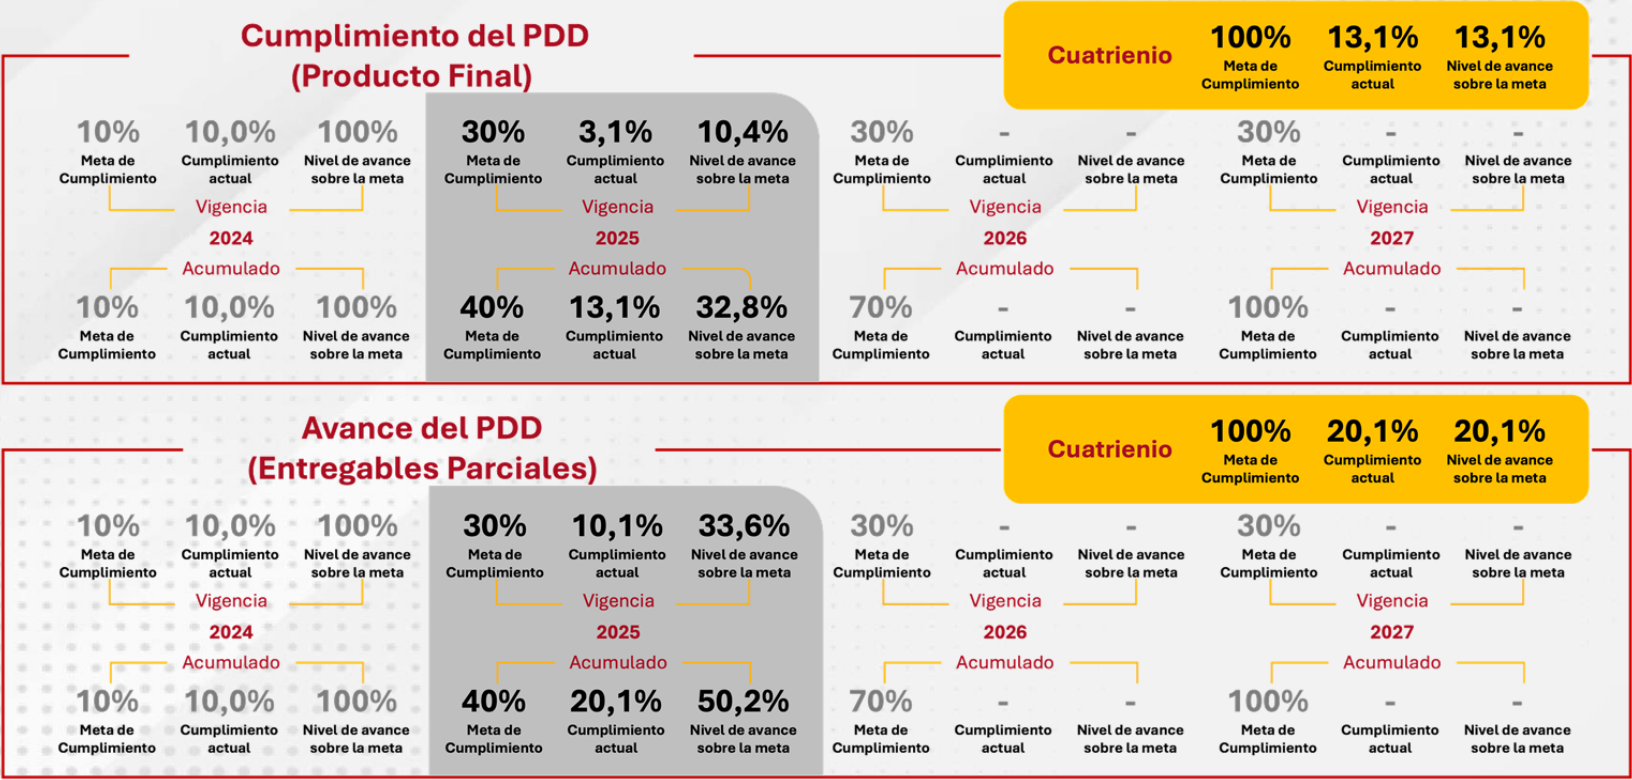 Cumplimiento del PDD
(Producto Final)
Cuatrienio
100% 13,1% 13,1%
Meta de Cumplimiento Nivel de avance
Cumplimiento actual sobre la meta
10% 10,0% 100% 30% 3,1% 10,4% 30% - - 30% - -
Meta de Cumplimiento Nivel de avance Meta de Cumplimiento Nivel de avance Meta de Cumplimiento Nivel de avance Meta de Cumplimiento Nivel de avance
Cumplimiento actual sobre la meta Cumplimiento actual sobre la meta Cumplimiento actual sobre la meta Cumplimiento actual sobre la meta
Vigencia Vigencia Vigencia Vigencia
2024 2025 2026 2027
Acumulado Acumulado Acumulado Acumulado
10% 10,0% 100% 40% 13,1% 32,8% 70% - - 100% - -
Meta de Cumplimiento Nivel de avance Meta de Cumplimiento Nivel de avance Meta de Cumplimiento Nivel de avance Meta de Cumplimiento Nivel de avance
Cumplimiento actual sobre la meta Cumplimiento actual sobre la meta Cumplimiento actual sobre la meta Cumplimiento actual sobre la meta
Avance del PDD
(Entregables Parciales)
Cuatrienio
100% 20,1% 20,1%
Meta de Cumplimiento Nivel de avance
Cumplimiento actual sobre la meta
10% 10,0% 100% 30% 10,1% 33,6% 30% - - 30% - -
Meta de Cumplimiento Nivel de avance Meta de Cumplimiento Nivel de avance Meta de Cumplimiento Nivel de avance Meta de Cumplimiento Nivel de avance
Cumplimiento actual sobre la meta Cumplimiento actual sobre la meta Cumplimiento actual sobre la meta Cumplimiento actual sobre la meta
Vigencia Vigencia Vigencia Vigencia
2024 2025 2026 2027
Acumulado Acumulado Acumulado Acumulado
10% 10,0% 100% 40% 20,1% 50,2% 70% - - 100% - -
Meta de Cumplimiento Nivel de avance Meta de Cumplimiento Nivel de avance Meta de Cumplimiento Nivel de avance Meta de Cumplimiento Nivel de avance
Cumplimiento actual sobre la meta Cumplimiento actual sobre la meta Cumplimiento actual sobre la meta Cumplimiento actual sobre la meta